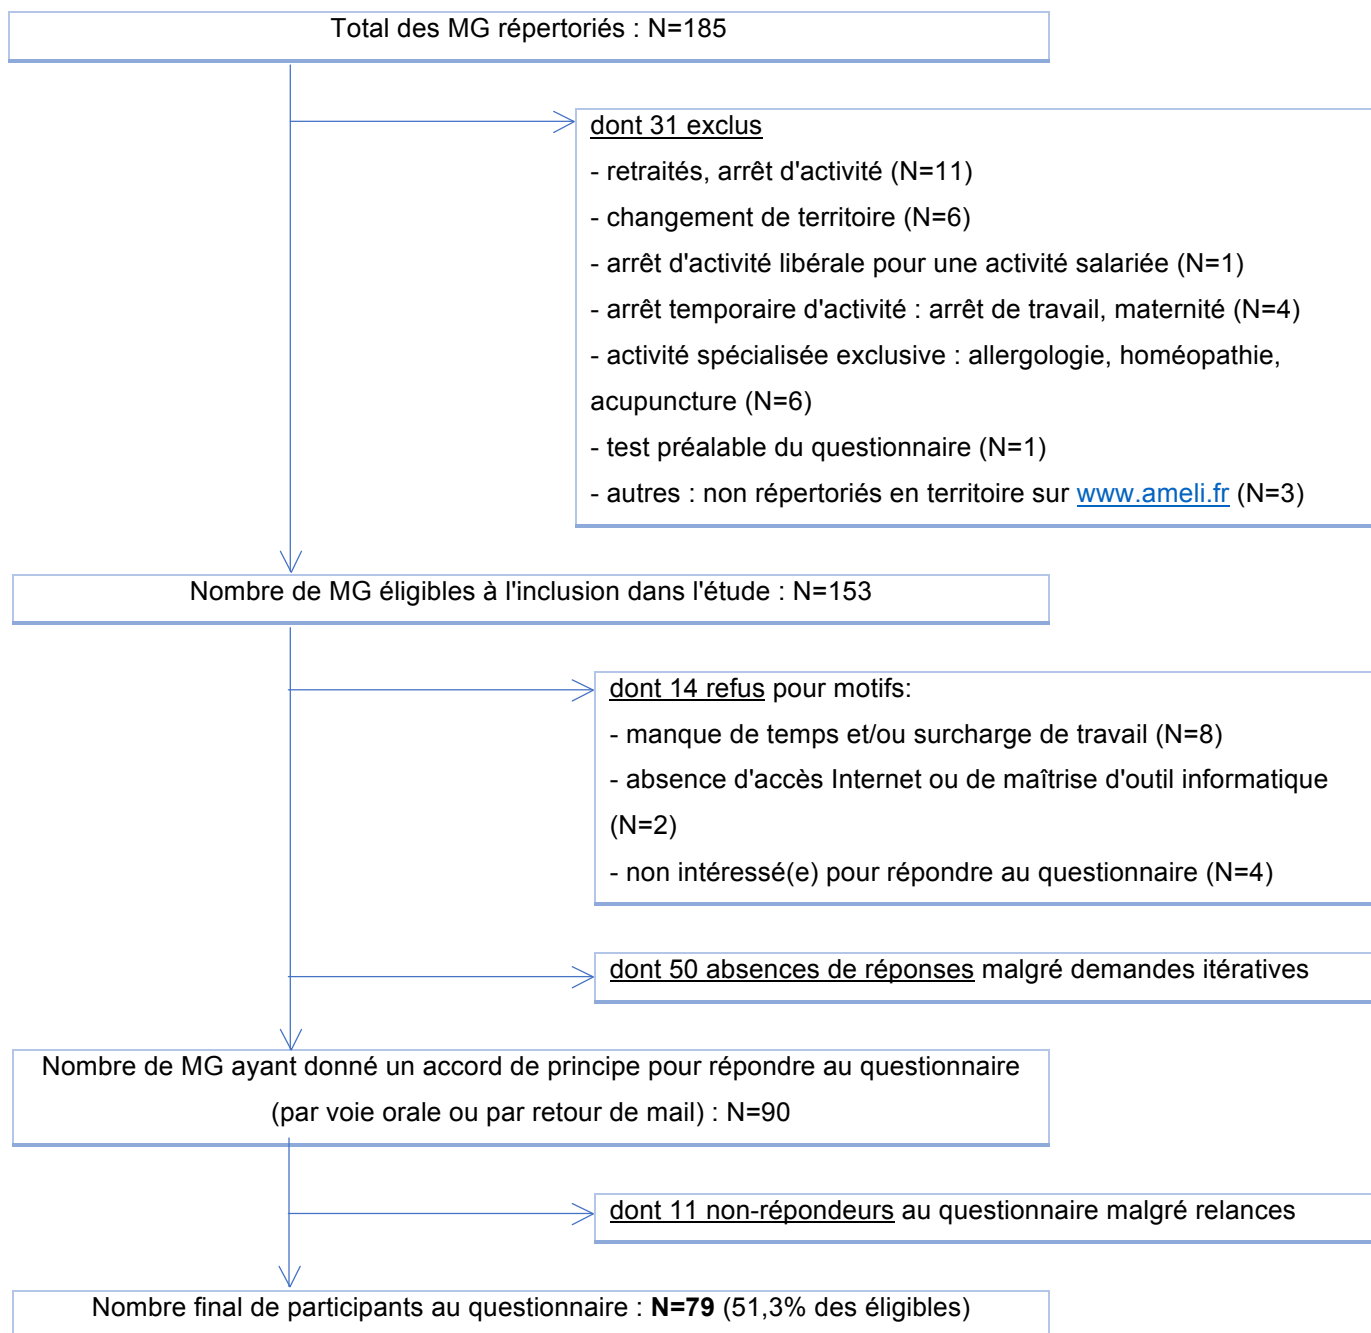 Total des MG répertoriés : N=185
dont 31 exclus
- retraités, arrêt d'activité (N=11)
- changement de territoire (N=6)
- arrêt d'activité libérale pour une activité salariée (N=1)
- arrêt temporaire d'activité : arrêt de travail, maternité (N=4)
- activité spécialisée exclusive : allergologie, homéopathie,
acupuncture (N=6)
- test préalable du questionnaire (N=1)
- autres : non répertoriés en territoire sur www.ameli.fr (N=3)
Nombre de MG éligibles à l'inclusion dans l'étude : N=153
dont 14 refus pour motifs:
- manque de temps et/ou surcharge de travail (N=8)
- absence d'accès Internet ou de maîtrise d'outil informatique
(N=2)
- non intéressé(e) pour répondre au questionnaire (N=4)
dont 50 absences de réponses malgré demandes itératives
Nombre de MG ayant donné un accord de principe pour répondre au questionnaire
(par voie orale ou par retour de mail) : N=90
dont 11 non-répondeurs au questionnaire malgré relances
Nombre final de participants au questionnaire : N=79 (51,3% des éligibles)